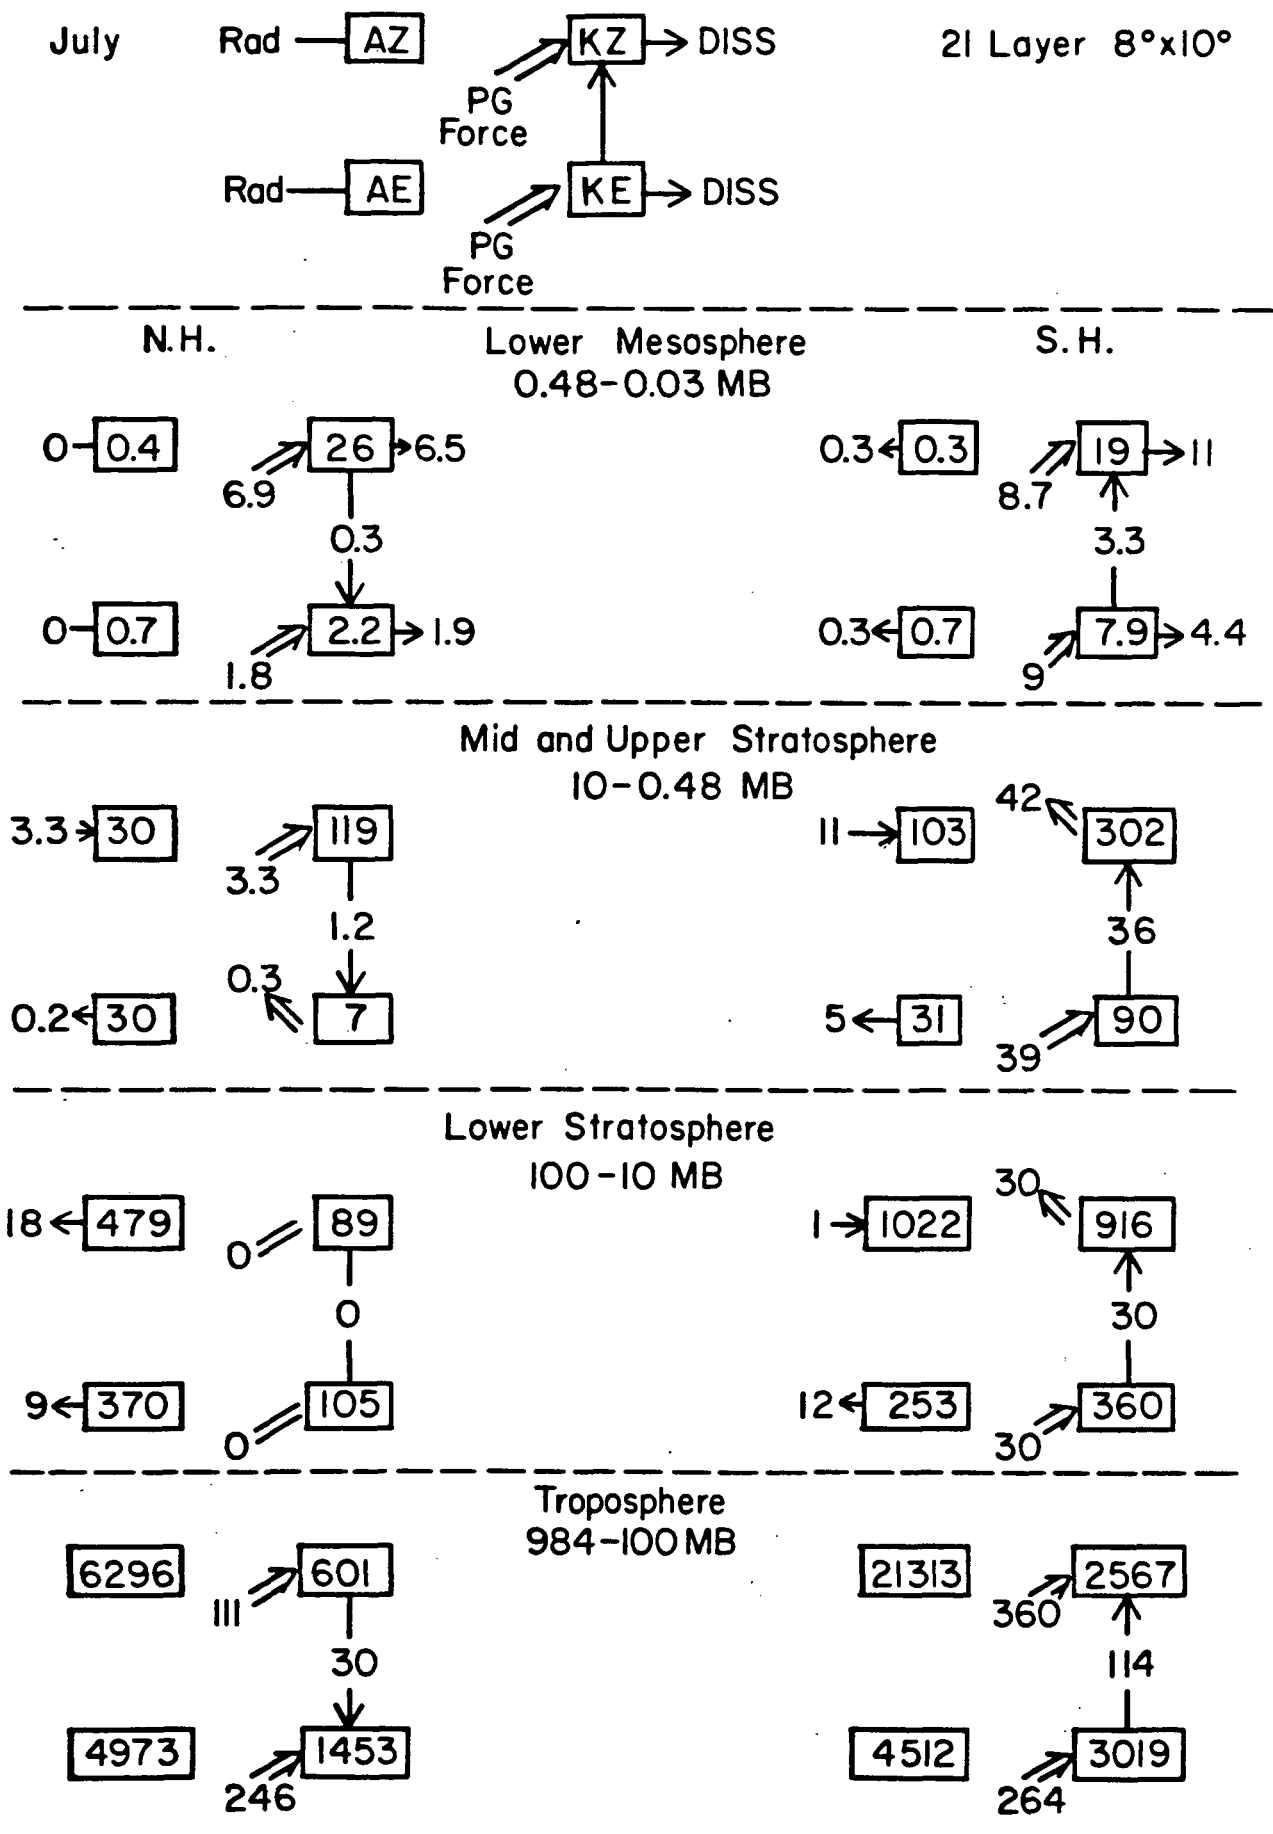 July Rad AZ KZ DISS 21 Layer 8°x10°
PG
Force
Rad AE KE DISS
PG
Force
N.H. Lower Mesosphere S.H.
0.48-0.03 MB
0 0.4 26 6.5 0.3 0.3 19 11
6.9 8.7
0.3 3.3
0 0.7 2.2 1.9 0.3 0.7 7.9 4.4
1.8 9
Mid and Upper Stratosphere
10-0.48 MB
42
3.3 30 119 11 103 302
3.3
1.2 36
0.3
0.2 30 7 5 31 90
39
Lower Stratosphere
100-10 MB
30
18 479 89 1 1022 916
0
0 30
9 370 105 12 253 360
0 30
Troposphere
984-100 MB
6296 601 21313 2567
111 360
30 114
4973 1453 4512 3019
246 264